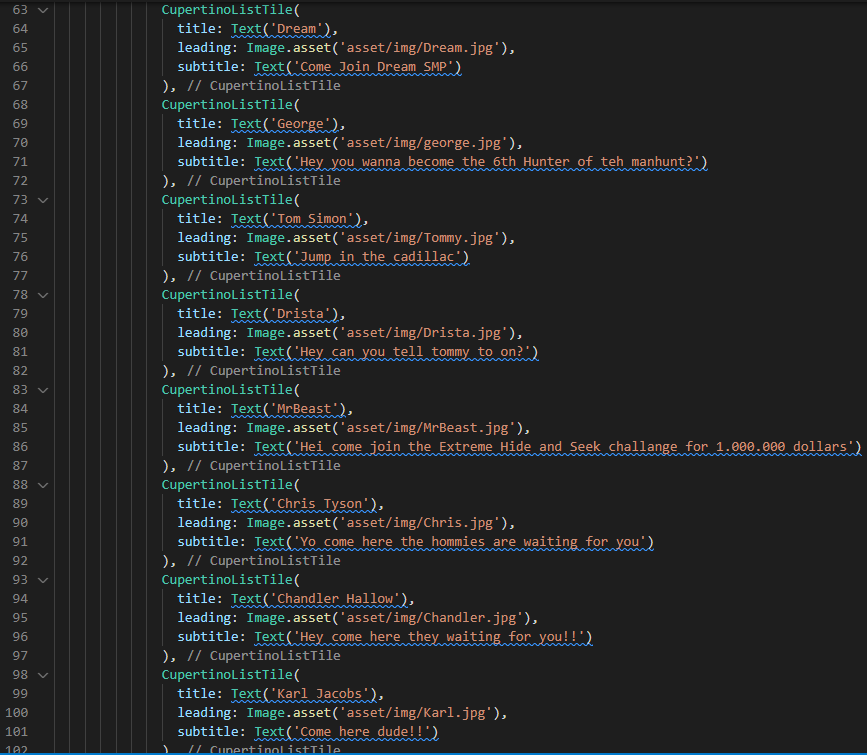 63 CupertinoListTile(
64 title: Text('Dream'),
65 leading: Image.asset('asset/img/Dream.jpg'),
66 subtitle: Text('Come Join Dream SMP')
67 ), // CupertinoListTile
68 CupertinoListTile(
69 title: Text('George'),
70 leading: Image.asset('asset/img/george.jpg'),
71 subtitle: Text('Hey you wanna become the 6th Hunter of teh manhunt?')
72 ), // CupertinoListTile
73 CupertinoListTile(
74 title: Text('Tom Simon'),
75 leading: Image.asset('asset/img/Tommy.jpg'),
76 subtitle: Text('Jump in the cadillac')
77 ), // CupertinoListTile
78 CupertinoListTile(
79 title: Text('Drista'),
80 leading: Image.asset('asset/img/Drista.jpg'),
81 subtitle: Text('Hey can you tell tommy to on?')
82 ), // CupertinoListTile
83 CupertinoListTile(
84 title: Text('MrBeast'),
85 leading: Image.asset('asset/img/MrBeast.jpg'),
86 subtitle: Text('Hei come join the Extreme Hide and Seek challange for 1.000.000 dollars')
87 ), // CupertinoListTile
88 CupertinoListTile(
89 title: Text('Chris Tyson'),
90 leading: Image.asset('asset/img/Chris.jpg'),
91 subtitle: Text('Yo come here the hommies are waiting for you')
92 ), // CupertinoListTile
93 CupertinoListTile(
94 title: Text('Chandler Hallow'),
95 leading: Image.asset('asset/img/Chandler.jpg'),
96 subtitle: Text('Hey come here they waiting for you!!')
97 ), // CupertinoListTile
98 CupertinoListTile(
99 title: Text('Karl Jacobs'),
100 leading: Image.asset('asset/img/Karl.jpg'),
101 subtitle: Text('Come here dude!!')
102 ), // CupertinoListTile